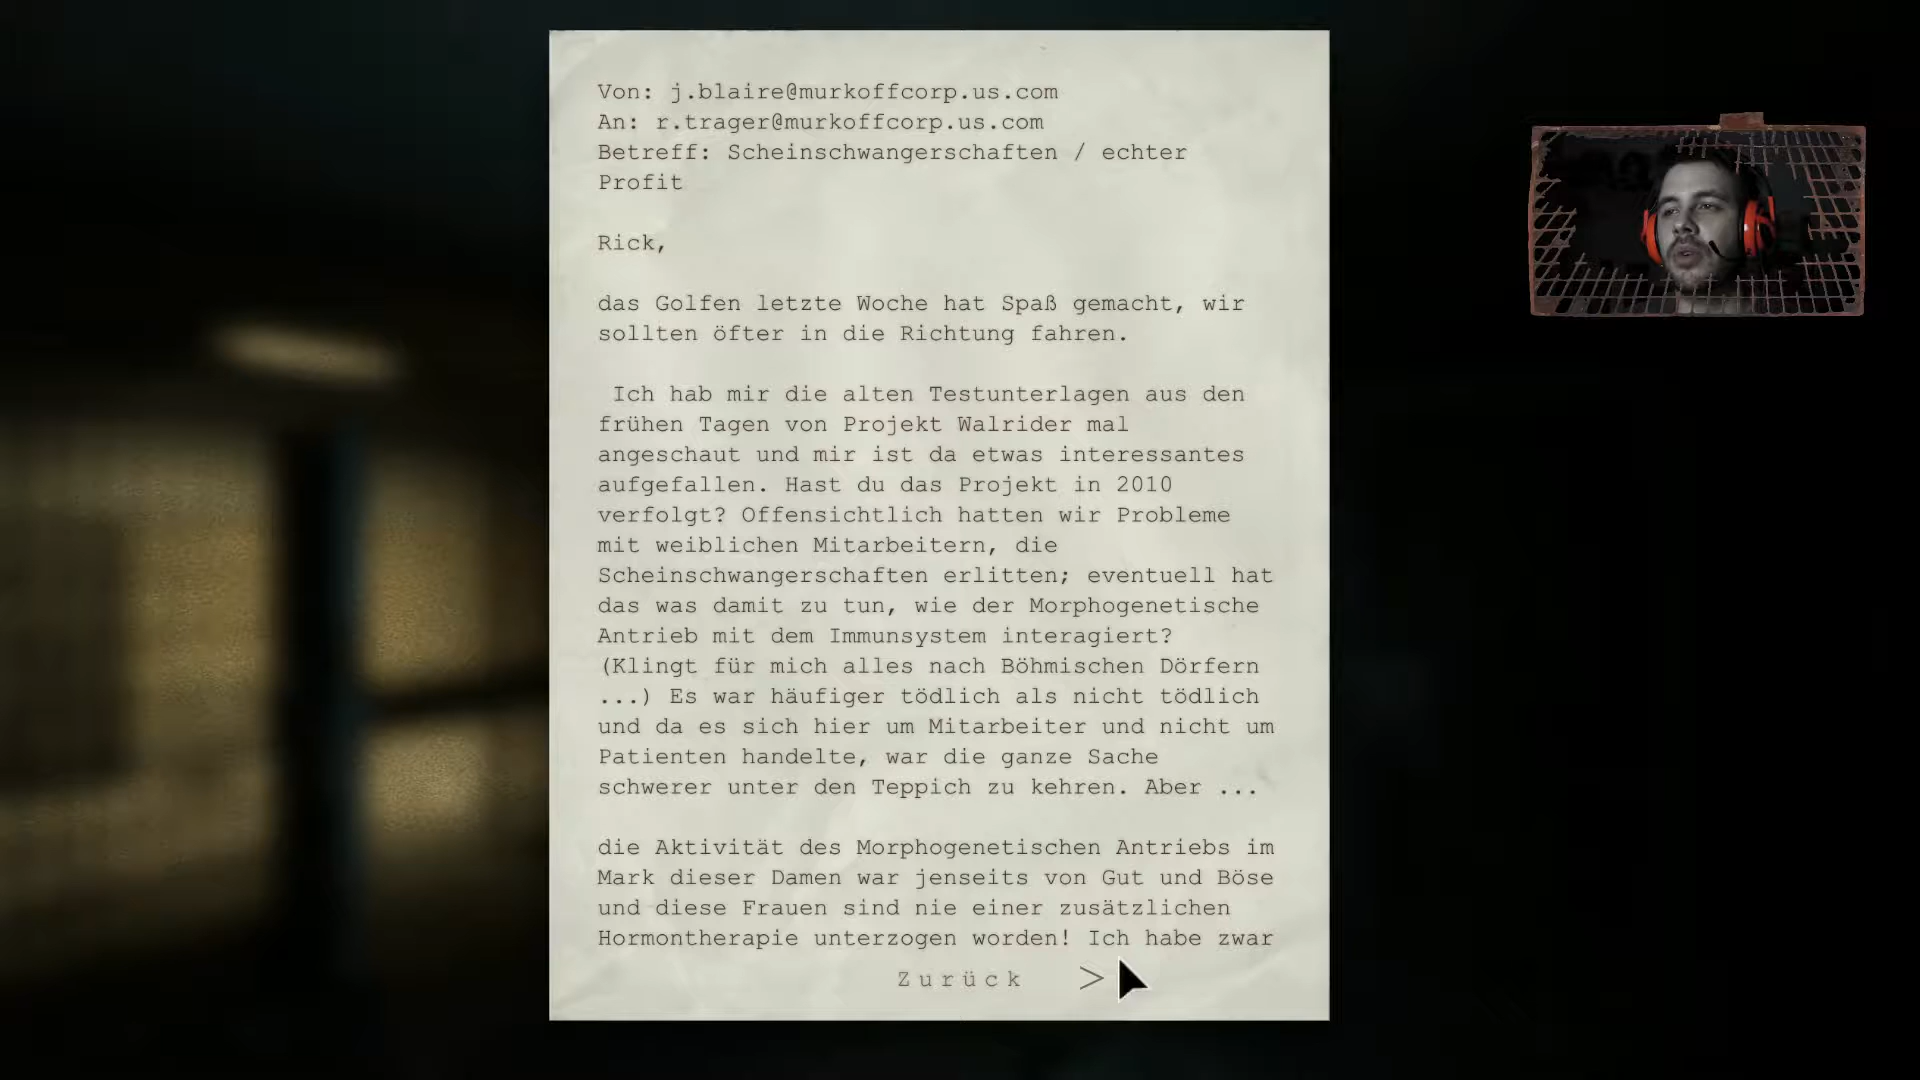 Von: j.blaire@murkoffcorp.us.com
An: r.trager@murkoffcorp.us.com
Betreff: Scheinschwangerschaften / echter
Profit
Rick,
das Golfen letzte Woche hat Spaß gemacht, wir
sollten öfter in die Richtung fahren.
Ich hab mir die alten Testunterlagen aus den
frühen Tagen von Projekt Walrider mal
angeschaut und mir ist da etwas interessantes
aufgefallen. Hast du das Projekt in 2010
verfolgt? Offensichtlich hatten wir Probleme
mit weiblichen Mitarbeitern, die
Scheinschwangerschaften erlitten; eventuell hat
das was damit zu tun, wie der Morphogenetische
Antrieb mit dem Immunsystem interagiert?
(Klingt für mich alles nach Böhmischen Dörfern
...) Es war häufiger tödlich als nicht tödlich
und da es sich hier um Mitarbeiter und nicht um
Patienten handelte, war die ganze Sache
schwerer unter den Teppich zu kehren. Aber ...
die Aktivität des Morphogenetischen Antriebs im
Mark dieser Damen war jenseits von Gut und Böse
und diese Frauen sind nie einer zusätzlichen
Hormontherapie unterzogen worden! Ich habe zwar
Zurück >